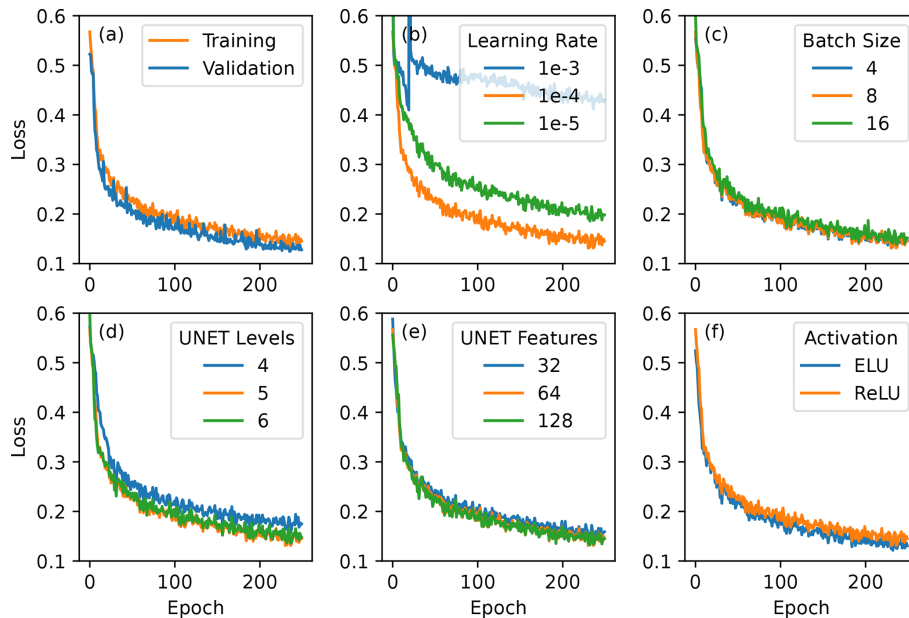 (a)
Training
Validation
0.6
0.5
0.4
0.3
0.2
0.1
0
100
200
Loss
(b)
Learning Rate
1e-3
1e-4
1e-5
0.6
0.5
0.4
0.3
0.2
0.1
0
100
200
(c)
Batch Size
4
8
16
0.6
0.5
0.4
0.3
0.2
0.1
0
100
200
(d)
UNET Levels
4
5
6
0.6
0.5
0.4
0.3
0.2
0.1
0
100
200
Loss
Epoch
(e)
UNET Features
32
64
128
0.6
0.5
0.4
0.3
0.2
0.1
0
100
200
Epoch
(f)
Activation
ELU
ReLU
0.6
0.5
0.4
0.3
0.2
0.1
0
100
200
Epoch